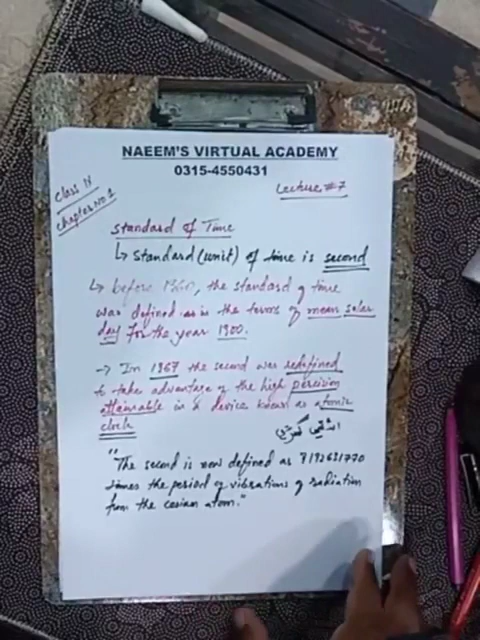 NAEEM'S VIRTUAL ACADEMY
0315-4550431
Lecture #7
Class IX
Chapter No 1
Standard of Time
↳ Standard (unit) of time is second
↳ before 1960, the standard of time
was defined as in the terms of mean solar
day for the year 1900.
→ In 1967 the second was redefined
to take advantage of the high percision
attainable in a device known as atomic
clock
"The second is now defined as 9192631770
times the period of vibrations of radiation
from the cesium atom."